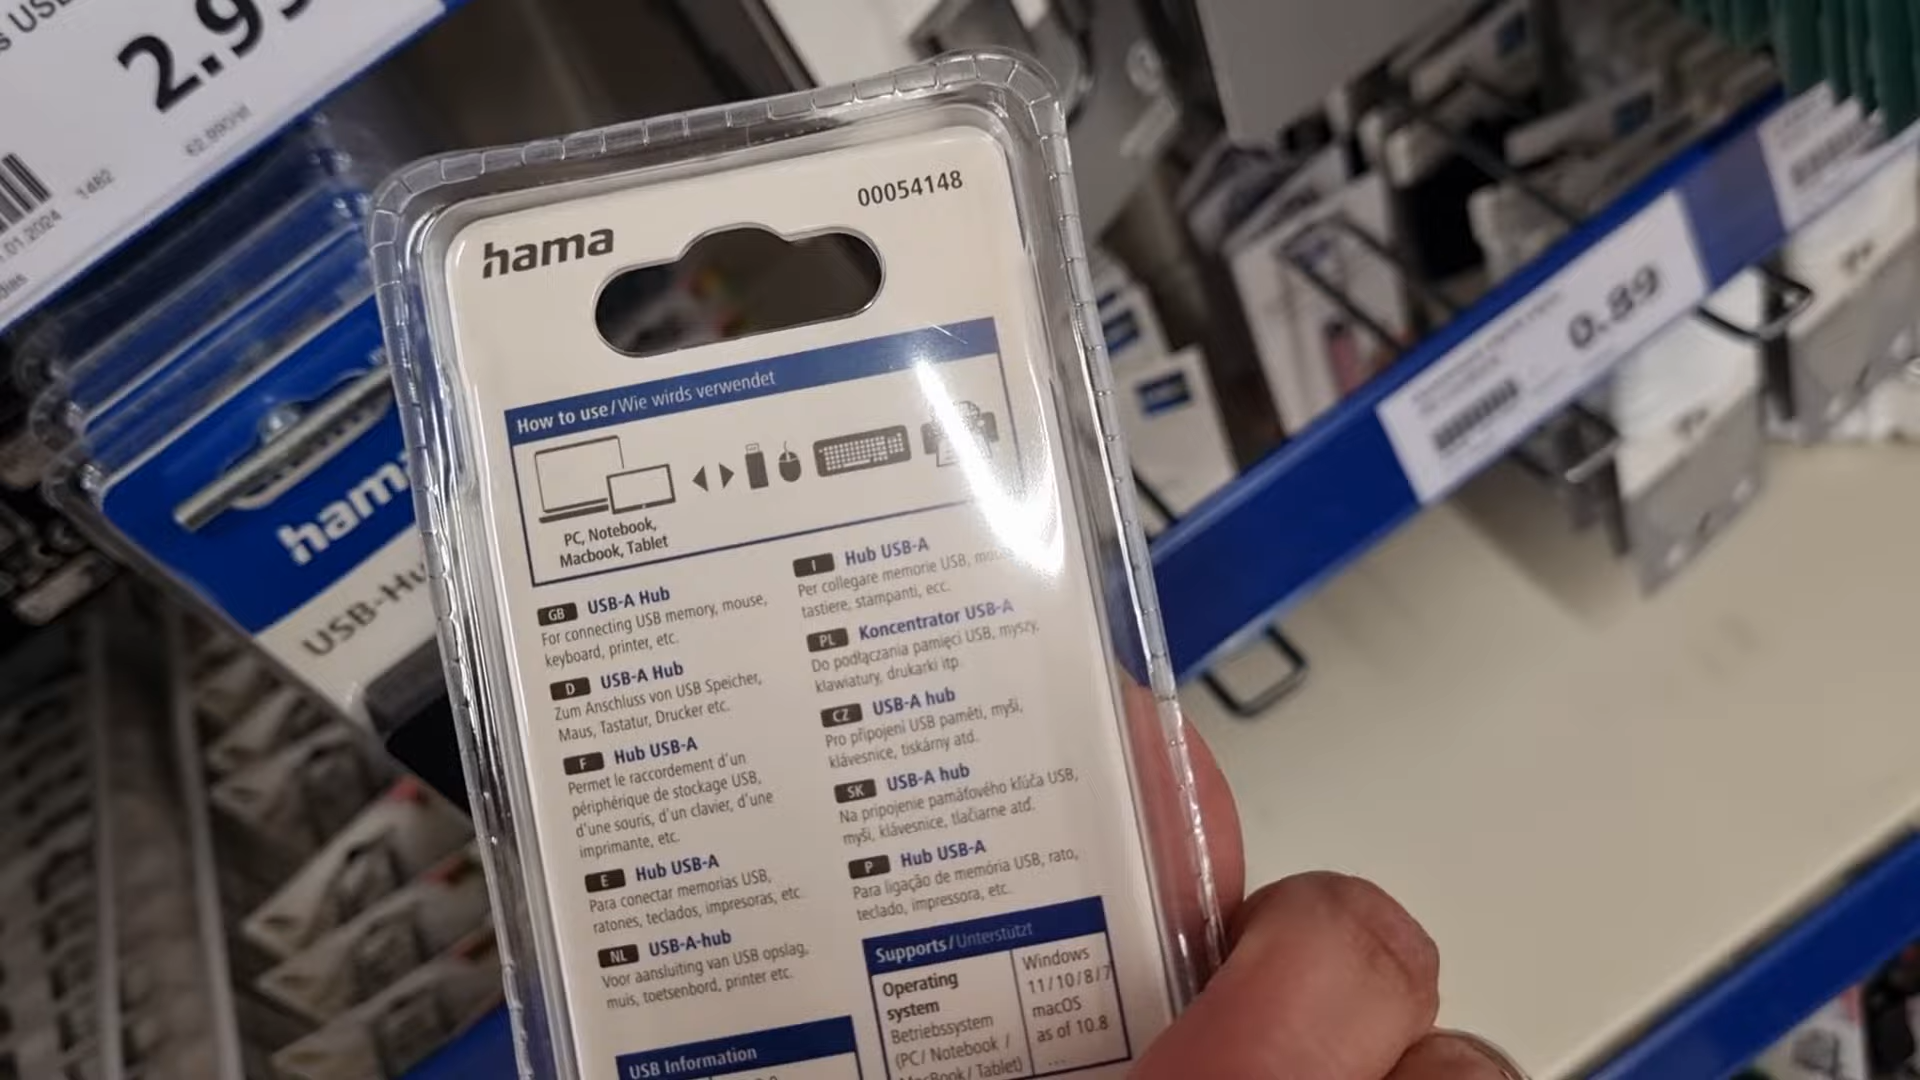 2.9
1482
.01.2024
hama
USB-Hu
00054148
hama
How to use / Wie wirds verwendet
PC, Notebook,
Macbook, Tablet
GB USB-A Hub
For connecting USB memory, mouse,
keyboard, printer, etc.
D USB-A Hub
Zum Anschluss von USB Speicher,
Maus, Tastatur, Drucker etc.
F Hub USB-A
Permet le raccordement d'un
périphérique de stockage USB,
d'une souris, d'un clavier, d'une
imprimante, etc.
E Hub USB-A
Para conectar memorias USB,
ratones, teclados, impresoras, etc.
NL USB-A-hub
Voor aansluiting van USB opslag,
muis, toetsenbord, printer etc.
USB Information
I Hub USB-A
Per collegare memorie USB,
tastiere, stampanti, ecc.
PL Koncentrator USB-A
Do podłączania pamięci USB, myszy,
klawiatury, drukarki itp.
CZ USB-A hub
Pro připojení USB paměti, myši,
klávesnice, tiskárny atd.
SK USB-A hub
Na pripojenie pamäťového kľúča USB,
myši, klávesnice, tlačiarne atď.
P Hub USB-A
Para ligação de memória USB, rato,
teclado, impressora, etc.
Supports / Unterstützt
Operating
system
Betriebssystem
(PC / Notebook /
MacBook / Tablet)
Windows
11 / 10 / 8 / 7
macOS
as of 10.8
...
0.89